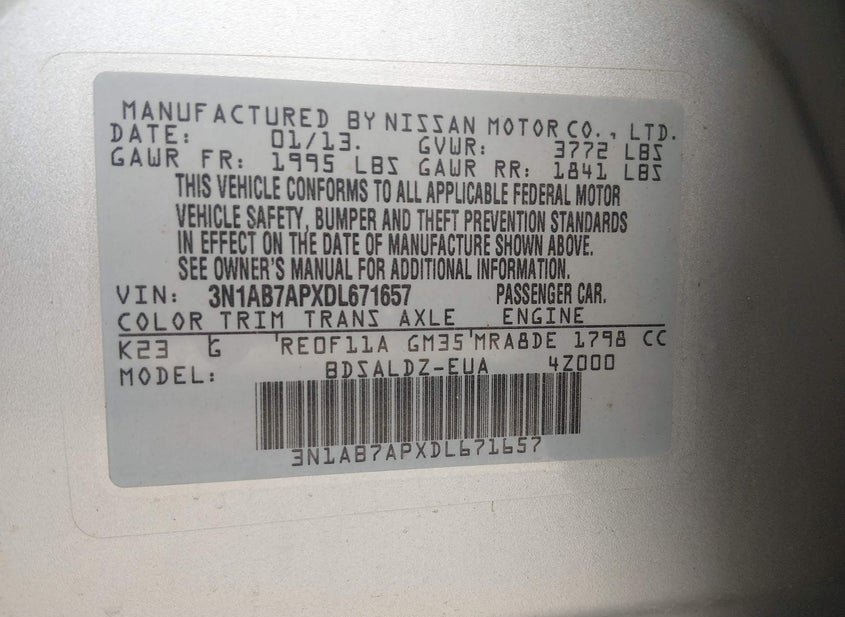 MANUFACTURED BY NISSAN MOTOR CO., LTD.
DATE: 01/13. GVWR: 3772 LBS
GAWR FR: 1995 LBS GAWR RR: 1841 LBS
THIS VEHICLE CONFORMS TO ALL APPLICABLE FEDERAL MOTOR
VEHICLE SAFETY, BUMPER AND THEFT PREVENTION STANDARDS
IN EFFECT ON THE DATE OF MANUFACTURE SHOWN ABOVE.
SEE OWNER'S MANUAL FOR ADDITIONAL INFORMATION.
VIN: 3N1AB7APXDL671657 PASSENGER CAR.
COLOR TRIM TRANS AXLE ENGINE
K23 G RE0F11A GM35 MRA8DE 1798 CC
MODEL: BDSALDZ-EUA 4Z000
3N1AB7APXDL671657